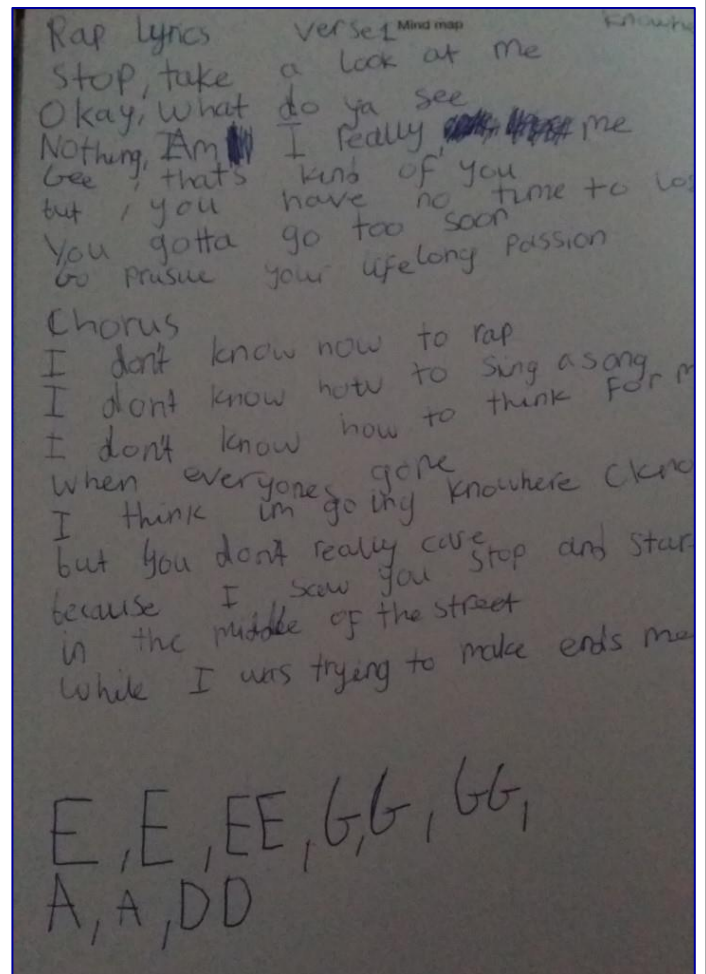 Rap Lyrics Verse1 Mind map
Stop, take a look at me
Okay, what do ya see
Nothing, Am I really me
Gee, that's kind of you
but, you have no time to
You gotta go too soon
Go prusue your lifelong passion
Chorus
I don't know how to rap
I dont know how to sing a song
I don't know how to think For
When everyones gone
I think im going knowhere
but you don't really care
because I saw you stop and
in the middle of the street
While I was trying to make ends
E, E, EE, G, G, GG,
A, A, DD